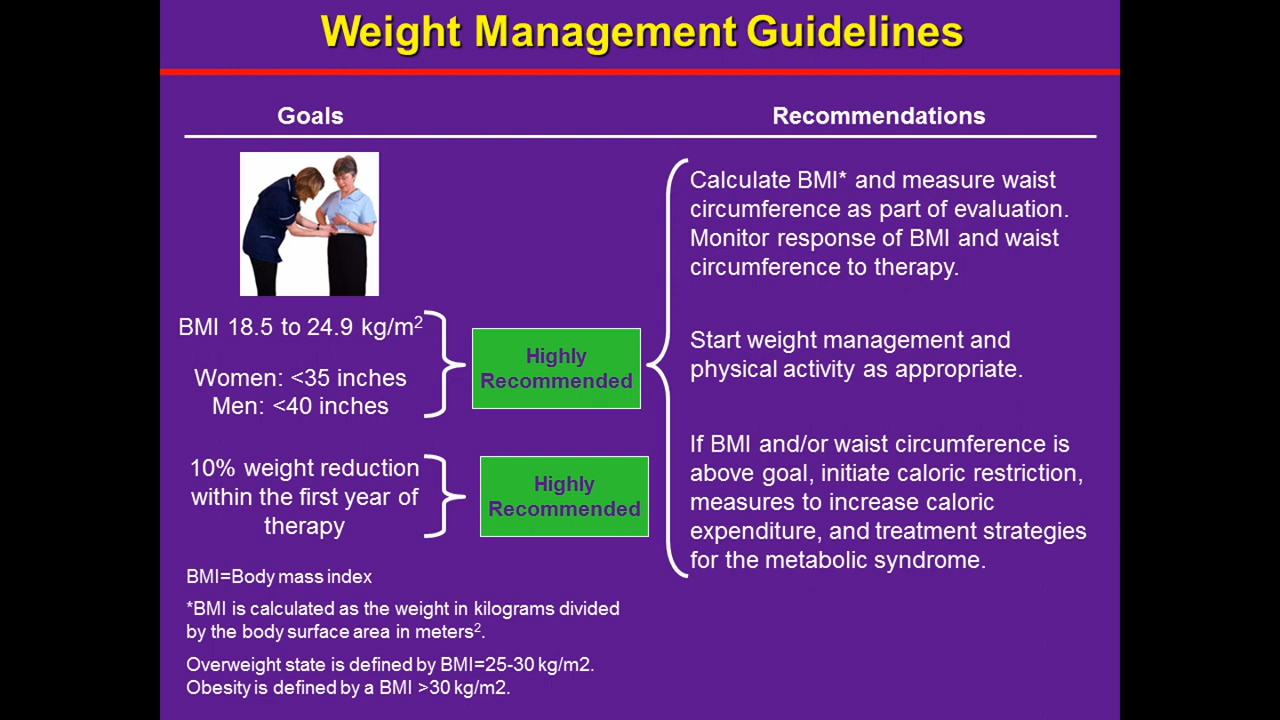 Weight Management Guidelines
Goals
Recommendations
BMI 18.5 to 24.9 kg/m²
Women: <35 inches
Men: <40 inches
Highly
Recommended
10% weight reduction
within the first year of
therapy
Highly
Recommended
Calculate BMI* and measure waist
circumference as part of evaluation.
Monitor response of BMI and waist
circumference to therapy.
Start weight management and
physical activity as appropriate.
If BMI and/or waist circumference is
above goal, initiate caloric restriction,
measures to increase caloric
expenditure, and treatment strategies
for the metabolic syndrome.
BMI=Body mass index
*BMI is calculated as the weight in kilograms divided
by the body surface area in meters².
Overweight state is defined by BMI=25-30 kg/m2.
Obesity is defined by a BMI >30 kg/m2.